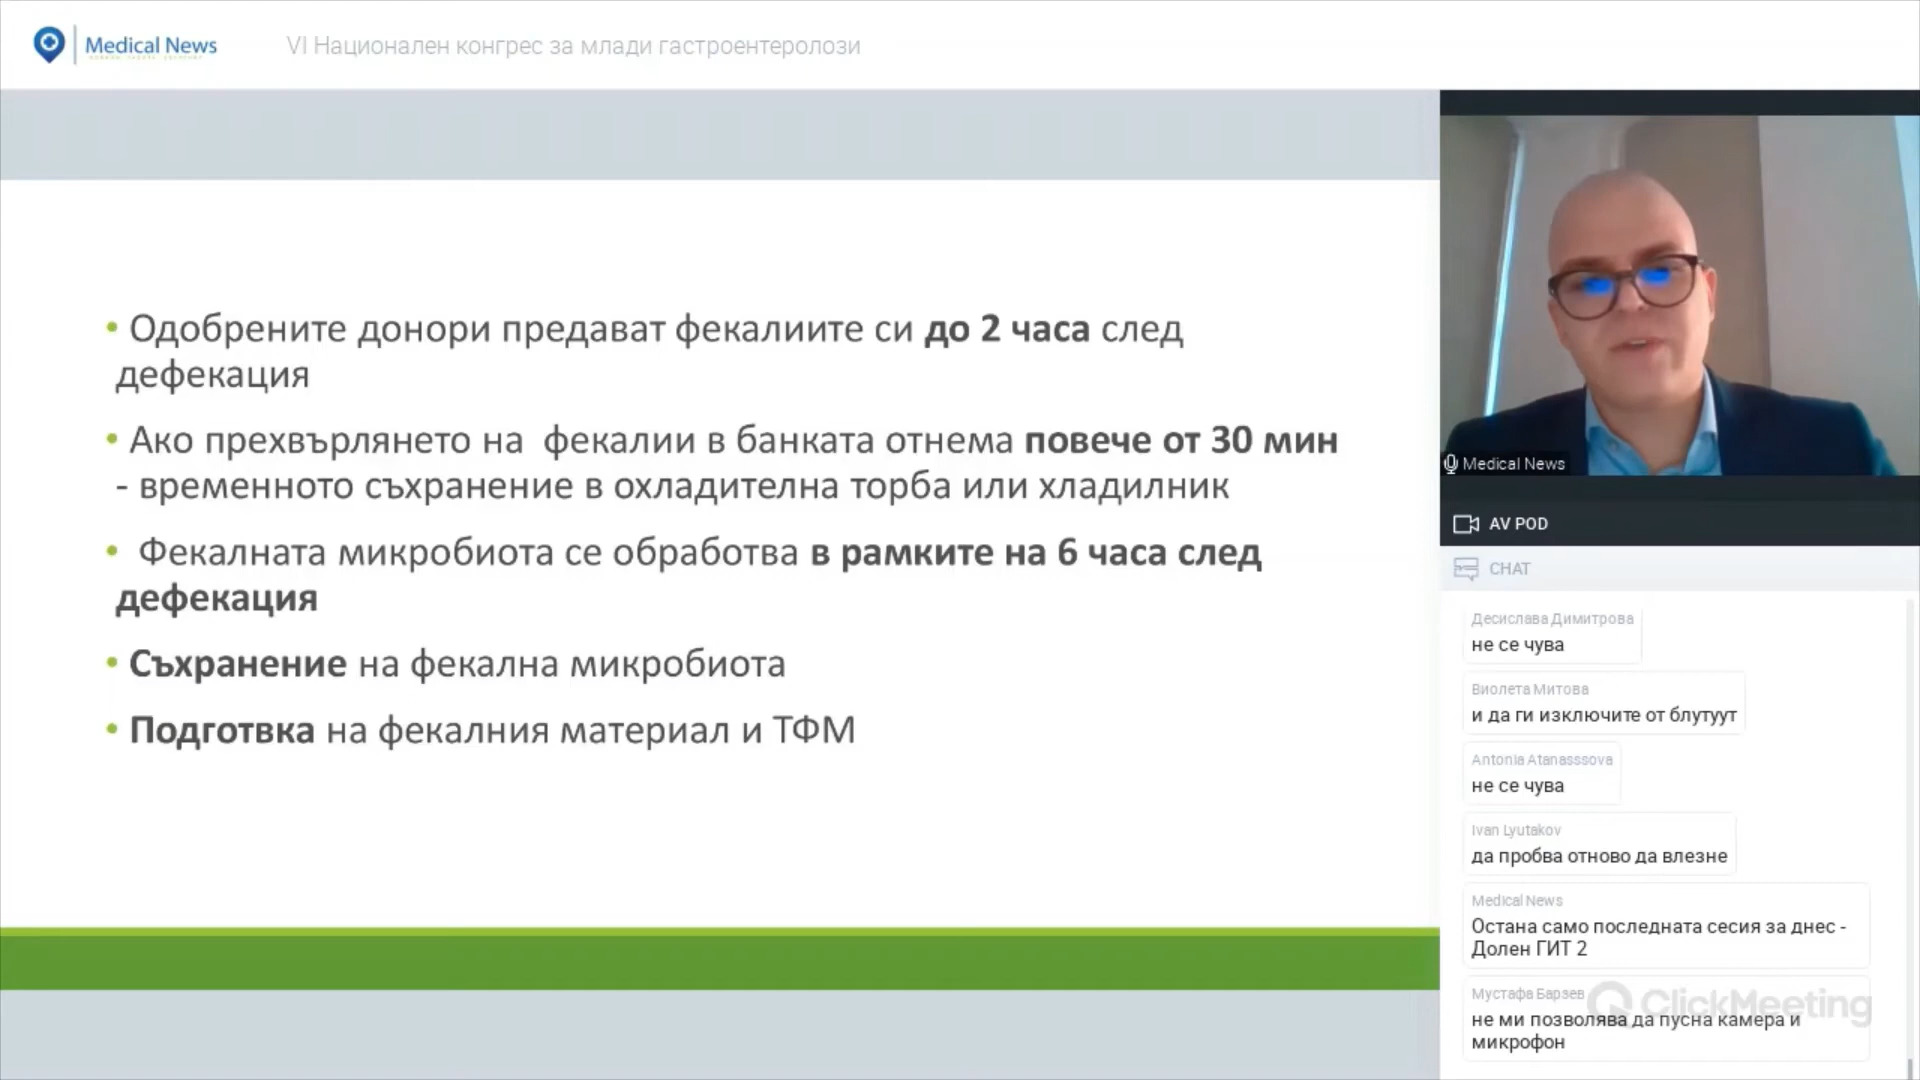 Medical News
VI Национален конгрес за млади гастроентеролози
• Одобрените донори предават фекалиите си до 2 часа след
дефекация
• Ако прехвърлянето на фекалии в банката отнема повече от 30 мин
- временното съхранение в охладителна торба или хладилник
• Фекалната микробиота се обработва в рамките на 6 часа след
дефекация
• Съхранение на фекална микробиота
• Подготвка на фекалния материал и ТФМ
Medical News
AV POD
CHAT
Десислава Димитрова
не се чува
Виолета Митова
и да ги изключите от блутуут
Antonia Atanasssova
не се чува
Ivan Lyutakov
да пробва отново да влезне
Medical News
Остана само последната сесия за днес -
Долен ГИТ 2
Мустафа Барзев
не ми позволява да пусна камера и
микрофон
ClickMeeting